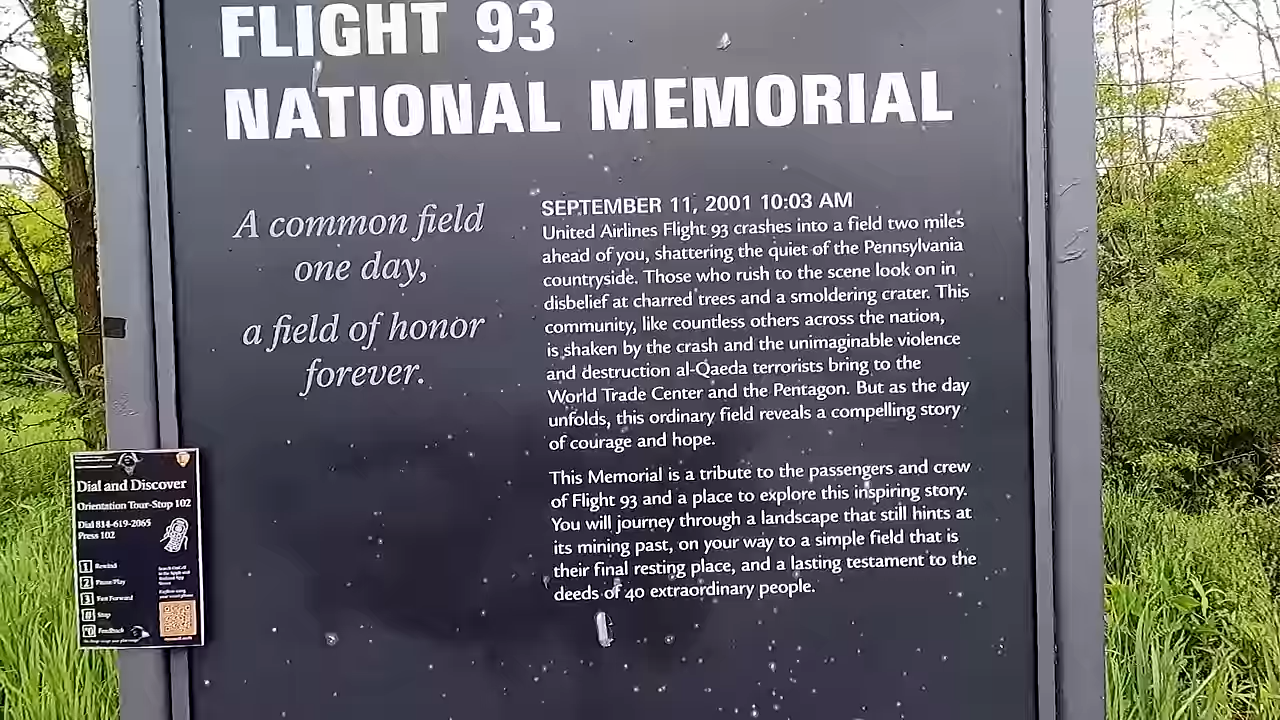 FLIGHT 93
NATIONAL MEMORIAL
A common field
one day,
a field of honor
forever.
SEPTEMBER 11, 2001 10:03 AM
United Airlines Flight 93 crashes into a field two miles
ahead of you, shattering the quiet of the Pennsylvania
countryside. Those who rush to the scene look on in
disbelief at charred trees and a smoldering crater. This
community, like countless others across the nation,
is shaken by the crash and the unimaginable violence
and destruction al-Qaeda terrorists bring to the
World Trade Center and the Pentagon. But as the day
unfolds, this ordinary field reveals a compelling story
of courage and hope.
This Memorial is a tribute to the passengers and crew
of Flight 93 and a place to explore this inspiring story.
You will journey through a landscape that still hints at
its mining past, on your way to a simple field that is
their final resting place, and a lasting testament to the
deeds of 40 extraordinary people.
Dial and Discover
Orientation Tour-Stop 102
Dial 814-619-2065
Press 102
1 Rewind
2 Pause/Play
3 Fast Forward
# Stop
*0 Feedback